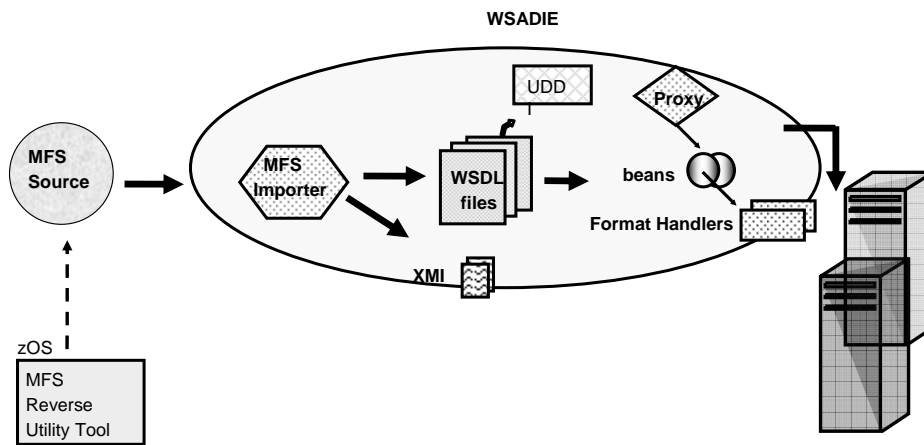 WSADIE
UDD
I
Proxy
MFS
Source
MFS
Importer
WSDL
files
beans
Format Handlers
XMI
zOS
MFS
Reverse
Utility Tool